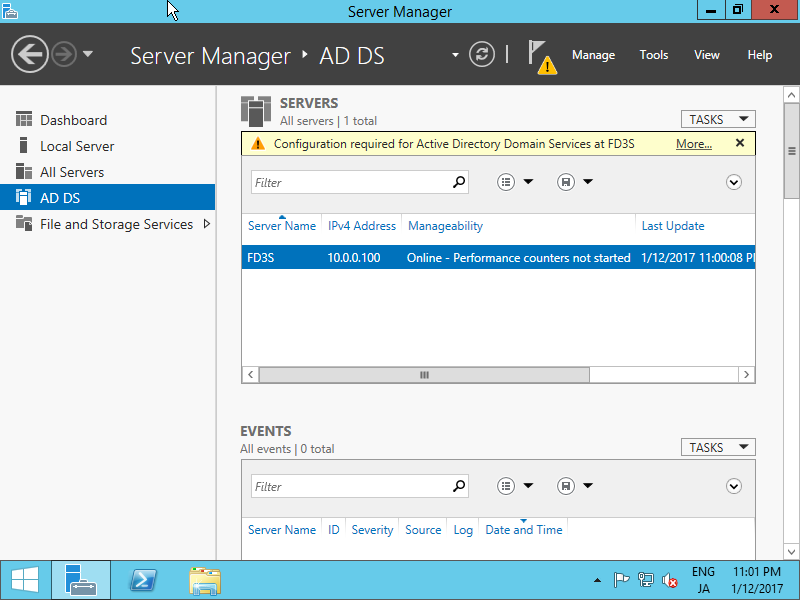 Server Manager
Server Manager ‣ AD DS
Manage Tools View Help
Dashboard
Local Server
All Servers
AD DS
File and Storage Services
SERVERS
All servers | 1 total
TASKS
Configuration required for Active Directory Domain Services at FD3S More...
Filter
Server Name IPv4 Address Manageability Last Update
FD3S 10.0.0.100 Online - Performance counters not started 1/12/2017 11:00:08 P
EVENTS
All events | 0 total
TASKS
Filter
Server Name ID Severity Source Log Date and Time
ENG 11:01 PM
JA 1/12/2017